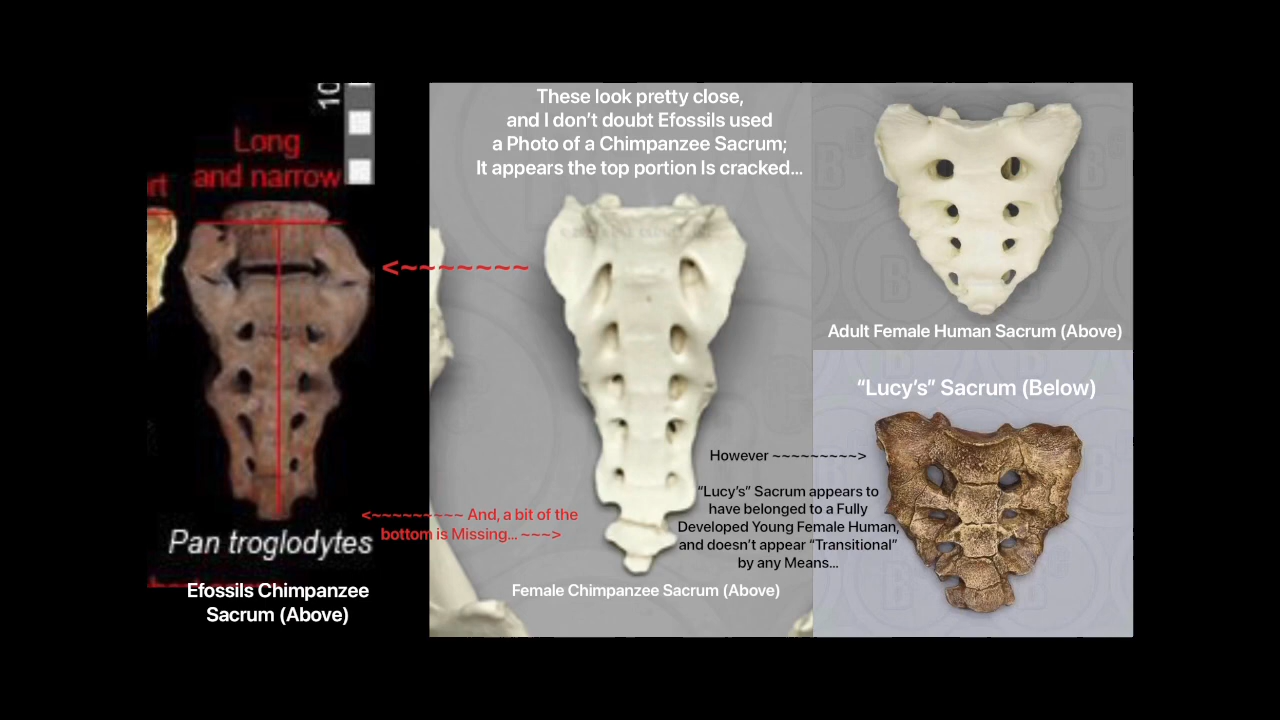 10
Long
and narrow
rt
Pan troglodytes
Efossils Chimpanzee
Sacrum (Above)
These look pretty close,
and I don't doubt Efossils used
a Photo of a Chimpanzee Sacrum;
It appears the top portion Is cracked...
<~~~~~~~
<~~~~~~~~~ And, a bit of the
bottom is Missing... ~~~>
Female Chimpanzee Sacrum (Above)
Adult Female Human Sacrum (Above)
“Lucy’s” Sacrum (Below)
However ~~~~~~~~~>
“Lucy’s” Sacrum appears to
have belonged to a Fully
Developed Young Female Human,
and doesn’t appear “Transitional”
by any Means...